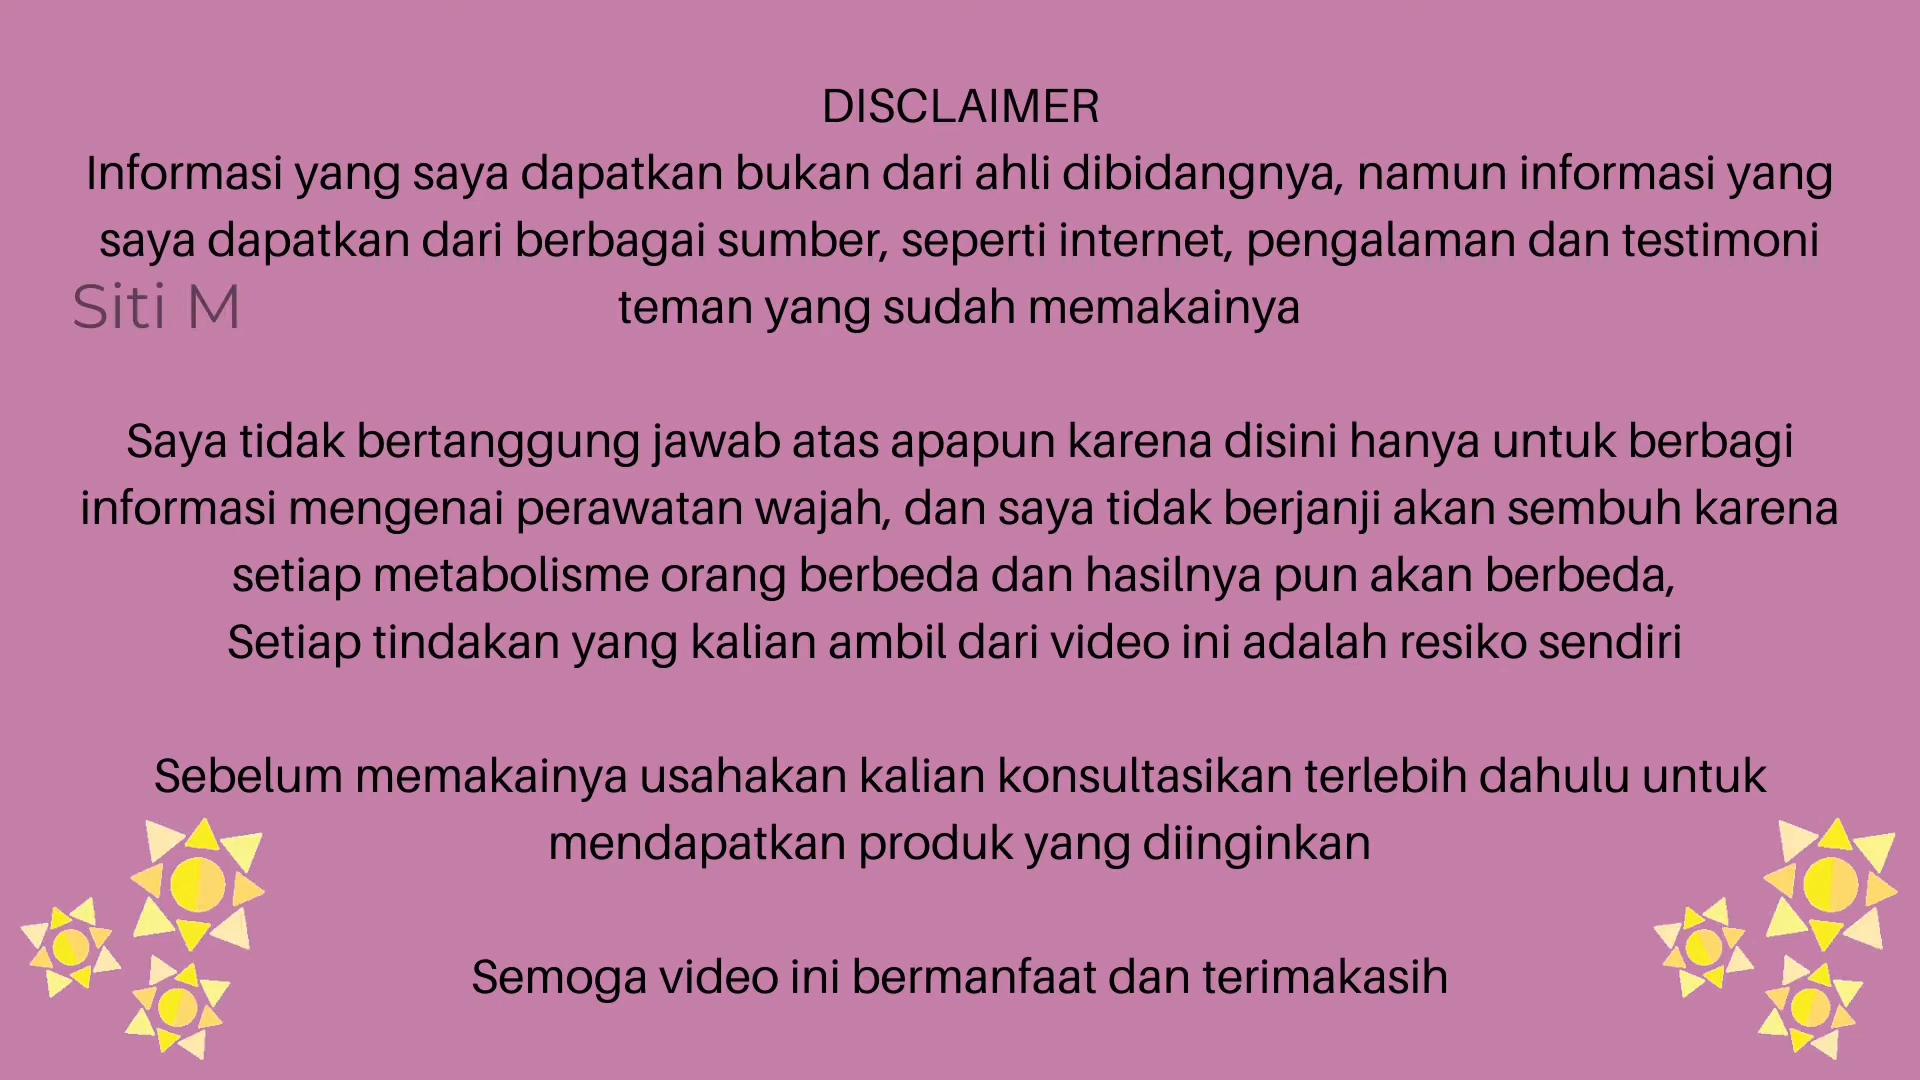 DISCLAIMER
Informasi yang saya dapatkan bukan dari ahli dibidangnya, namun informasi yang
saya dapatkan dari berbagai sumber, seperti internet, pengalaman dan testimoni
Siti M
teman yang sudah memakainya
Saya tidak bertanggung jawab atas apapun karena disini hanya untuk berbagi
informasi mengenai perawatan wajah, dan saya tidak berjanji akan sembuh karena
setiap metabolisme orang berbeda dan hasilnya pun akan berbeda,
Setiap tindakan yang kalian ambil dari video ini adalah resiko sendiri
Sebelum memakainya usahakan kalian konsultasikan terlebih dahulu untuk
mendapatkan produk yang diinginkan
Semoga video ini bermanfaat dan terimakasih